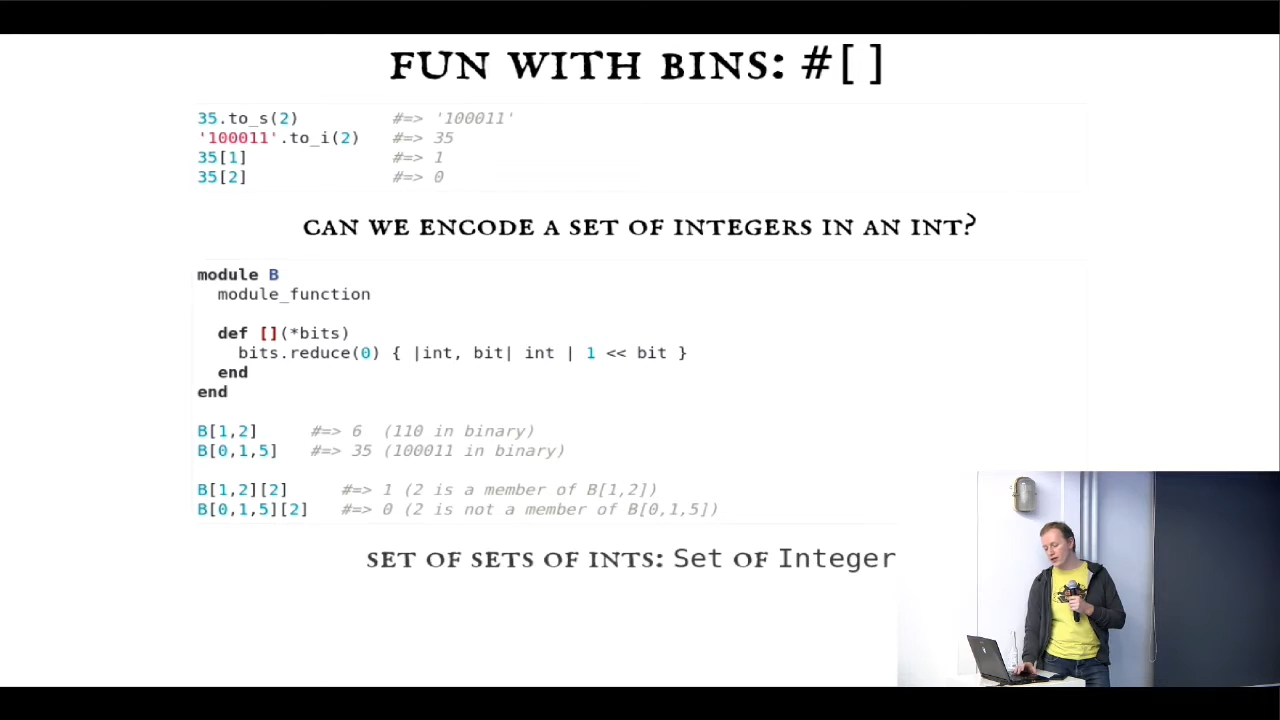 FUN WITH BINS: #[]
35.to_s(2) #=> '100011'
'100011'.to_i(2) #=> 35
35[1] #=> 1
35[2] #=> 0
CAN WE ENCODE A SET OF INTEGERS IN AN INT?
module B
module_function
def [](*bits)
bits.reduce(0) { |int, bit| int | 1 << bit }
end
end
B[1,2] #=> 6 (110 in binary)
B[0,1,5] #=> 35 (100011 in binary)
B[1,2][2] #=> 1 (2 is a member of B[1,2])
B[0,1,5][2] #=> 0 (2 is not a member of B[0,1,5])
SET OF SETS OF INTS: Set OF Integer